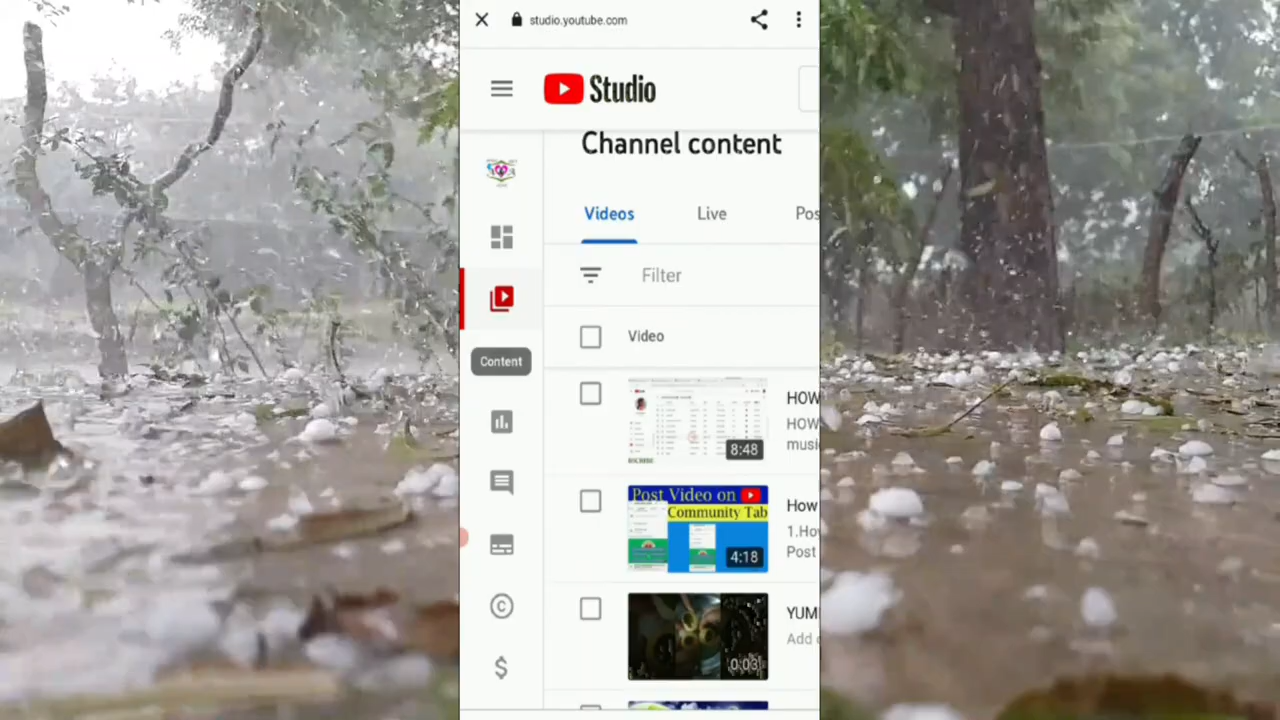 studio.youtube.com
Studio
Channel content
Videos Live Pos
Filter
Video
Content
HOW
HOW
musi
8:48
Post Video on
Community Tab
4:18
How
1.Ho
Post
YUM
Add
0:03